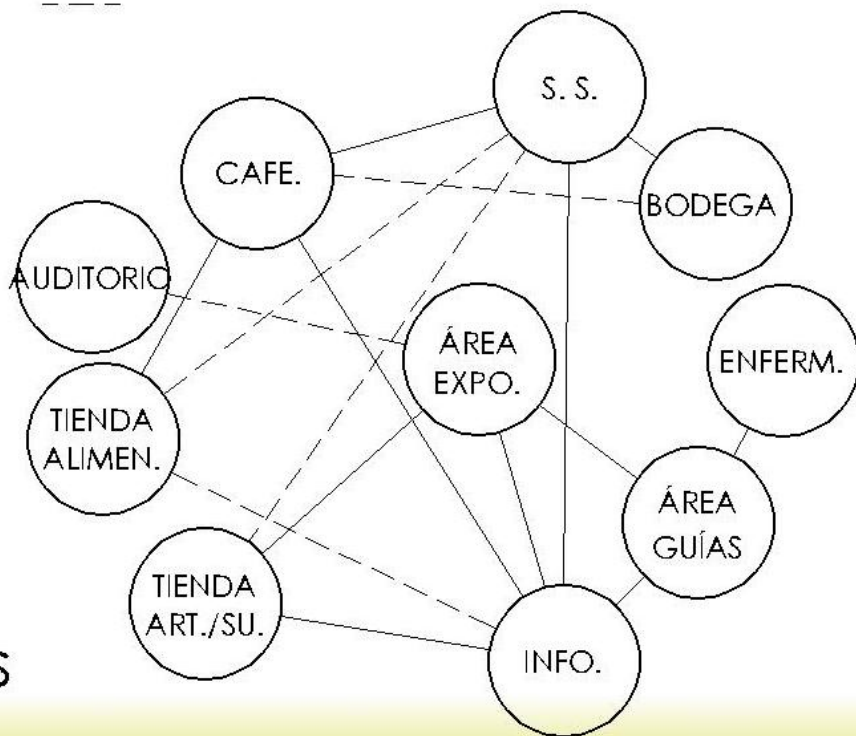 S. S.
CAFE.
BODEGA
AUDITORIO
ÁREA
EXPO.
ENFERM.
TIENDA
ALIMEN.
ÁREA
GUÍAS
TIENDA
ART./SU.
INFO.
S